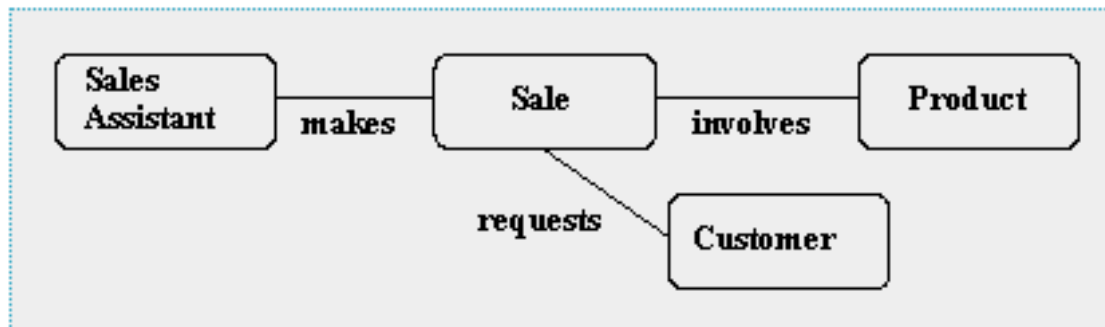 Sales
Assistant
makes
Sale
involves
Product
requests
Customer